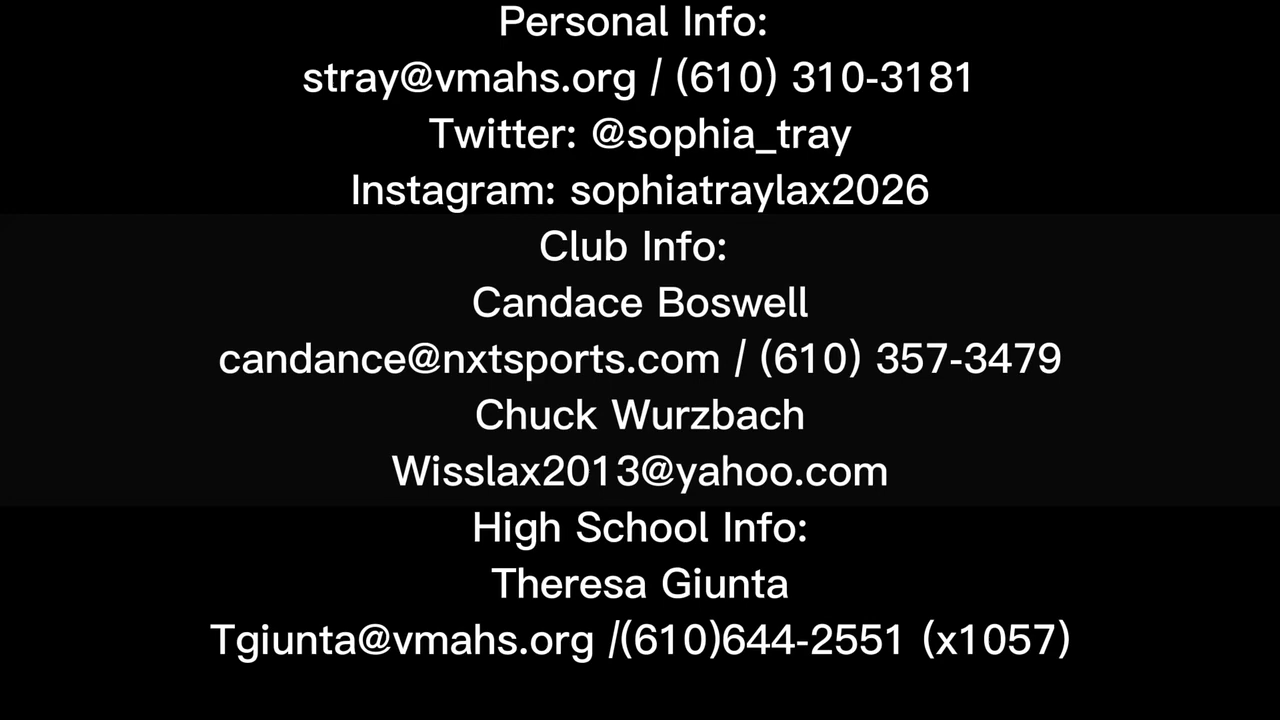 Personal Info:
stray@vmahs.org / (610) 310-3181
Twitter: @sophia_tray
Instagram: sophiatraylax2026
Club Info:
Candace Boswell
candance@nxtsports.com / (610) 357-3479
Chuck Wurzbach
Wisslax2013@yahoo.com
High School Info:
Theresa Giunta
Tgiunta@vmahs.org /(610)644-2551 (x1057)